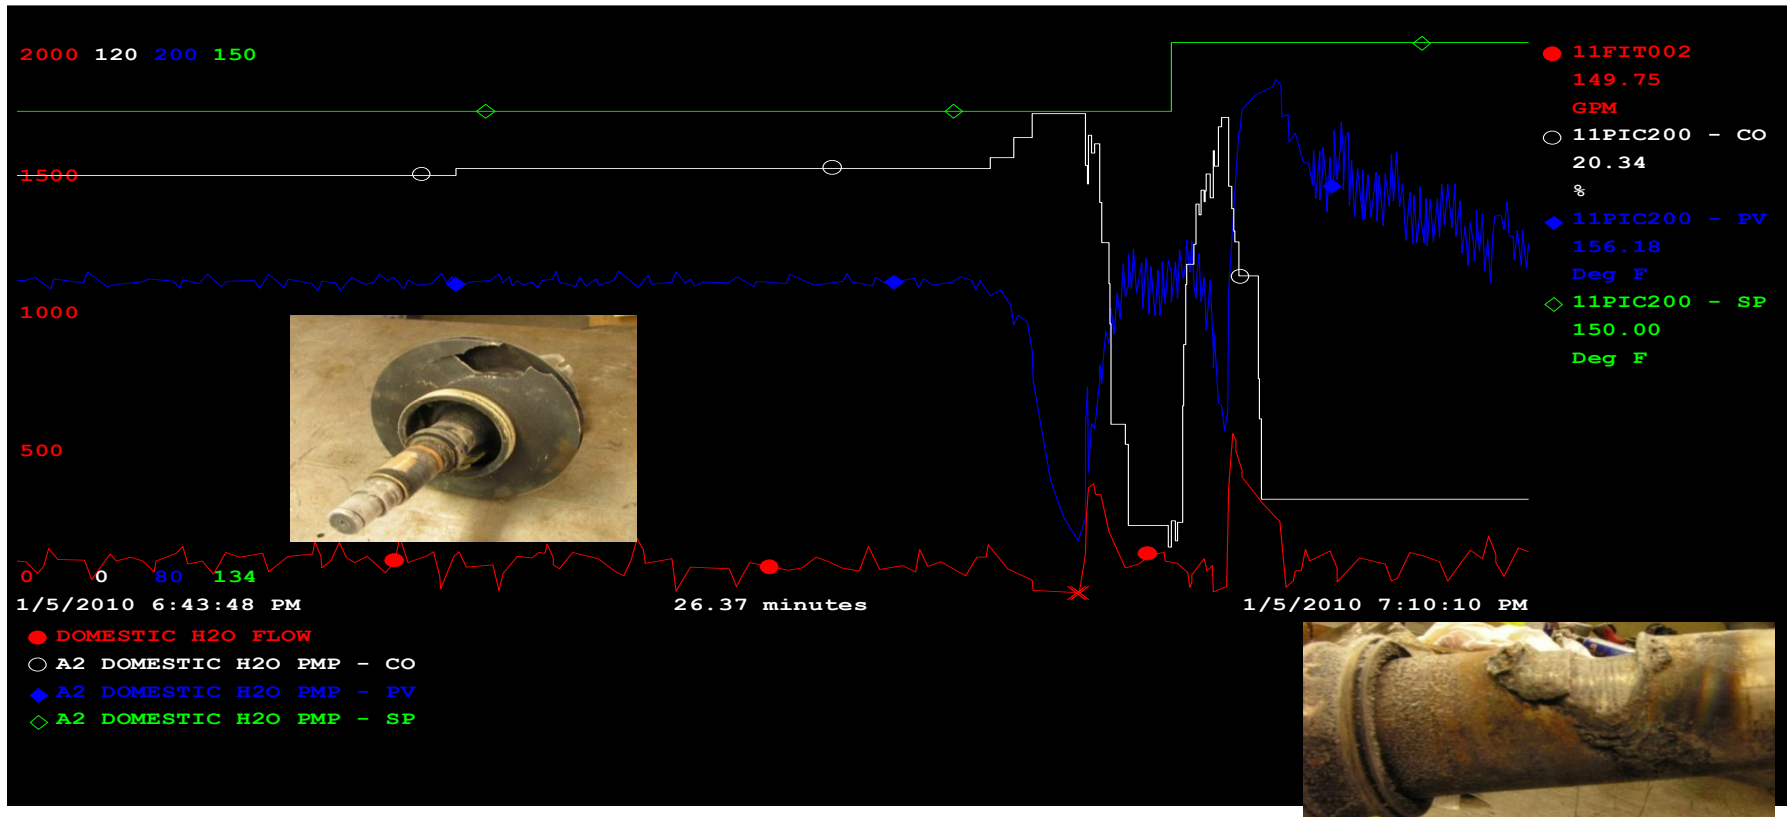 2000 120 200 150
1500
1000
500
0 0 80 134
1/5/2010 6:43:48 PM 26.37 minutes 1/5/2010 7:10:10 PM
DOMESTIC H2O FLOW
A2 DOMESTIC H2O PMP - CO
A2 DOMESTIC H2O PMP - PV
A2 DOMESTIC H2O PMP - SP
11FIT002
149.75
GPM
11PIC200 - CO
20.34
%
11PIC200 - PV
156.18
Deg F
11PIC200 - SP
150.00
Deg F